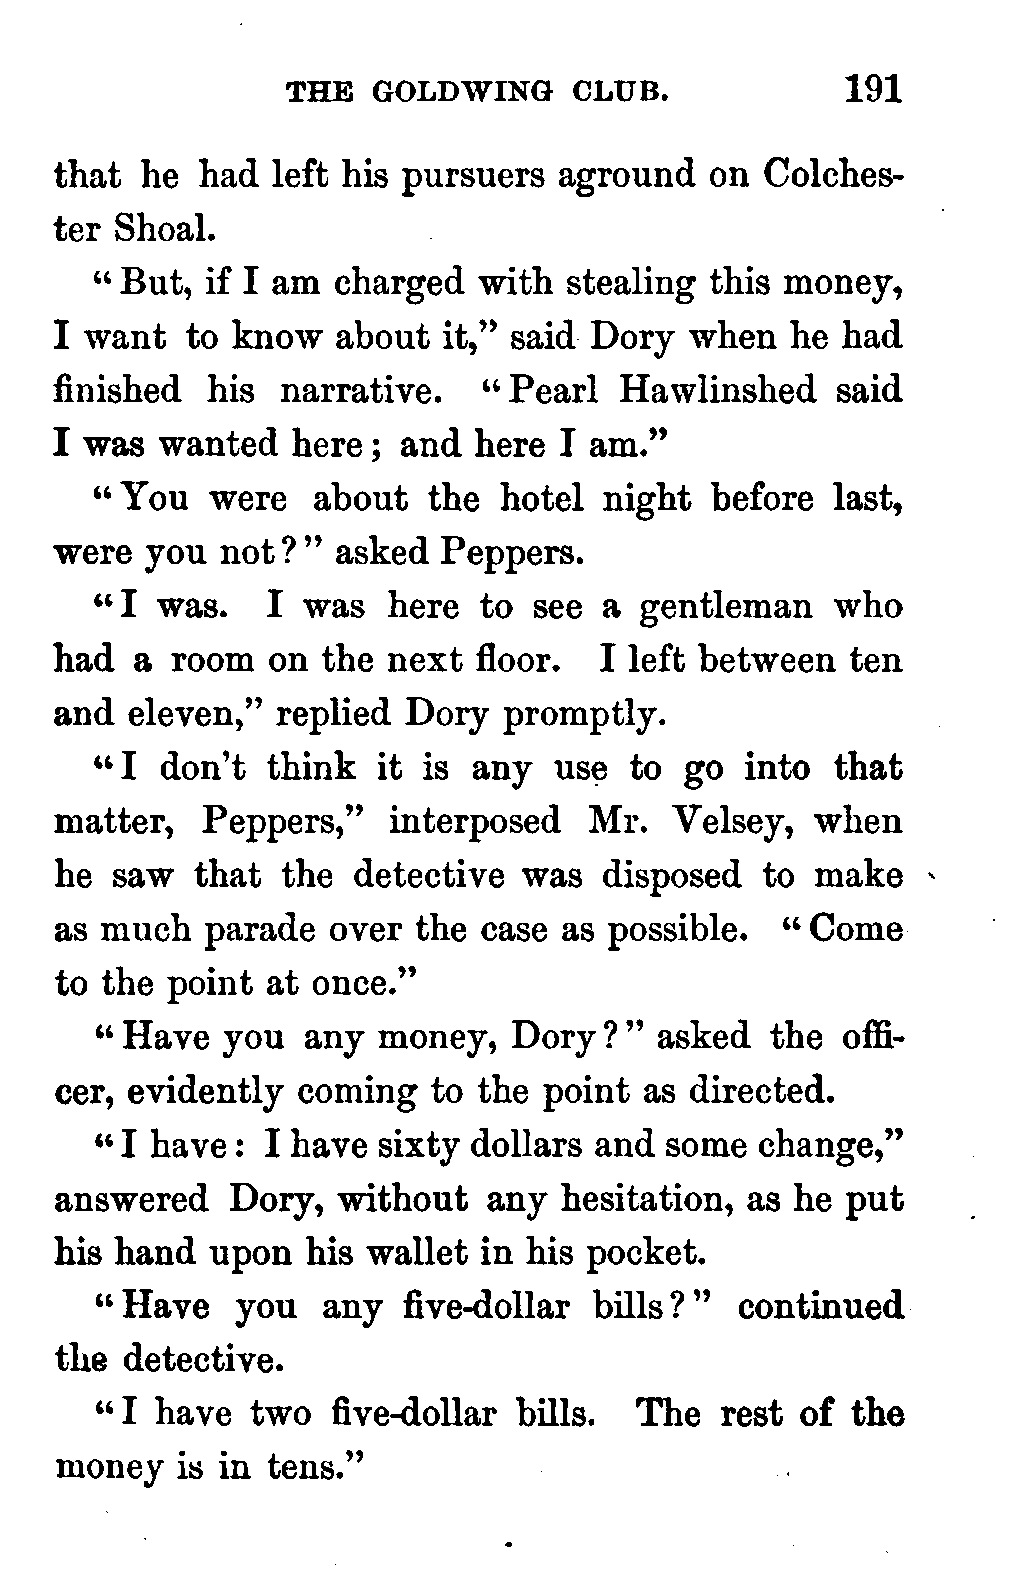 THE GOLDWING CLUB. 191
that he had left his pursuers aground on Colches-
ter Shoal.
“But, if I am charged with stealing this money,
I want to know about it,” said Dory when he had
finished his narrative. “Pearl Hawlinshed said
I was wanted here; and here I am.”
“You were about the hotel night before last,
were you not?” asked Peppers.
“I was. I was here to see a gentleman who
had a room on the next floor. I left between ten
and eleven,” replied Dory promptly.
“I don’t think it is any use to go into that
matter, Peppers,” interposed Mr. Velsey, when
he saw that the detective was disposed to make
as much parade over the case as possible. “Come
to the point at once.”
“Have you any money, Dory?” asked the offi-
cer, evidently coming to the point as directed.
“I have: I have sixty dollars and some change,”
answered Dory, without any hesitation, as he put
his hand upon his wallet in his pocket.
“Have you any five-dollar bills?” continued
the detective.
“I have two five-dollar bills. The rest of the
money is in tens.”